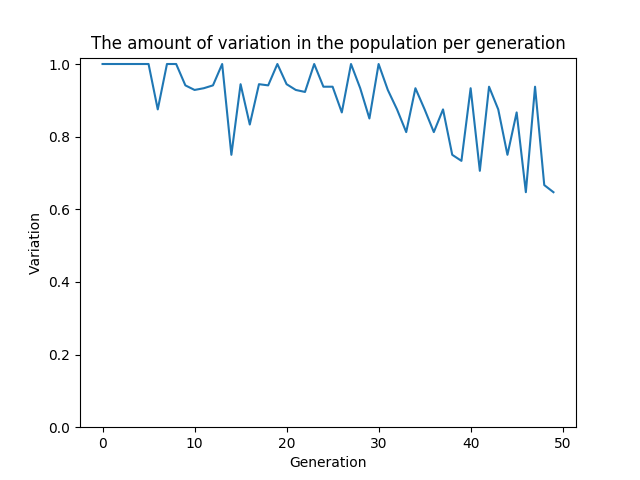 The amount of variation in the population per generation
1.0
0.8
0.6
0.4
0.2
0.0
Variation
0 10 20 30 40 50
Generation